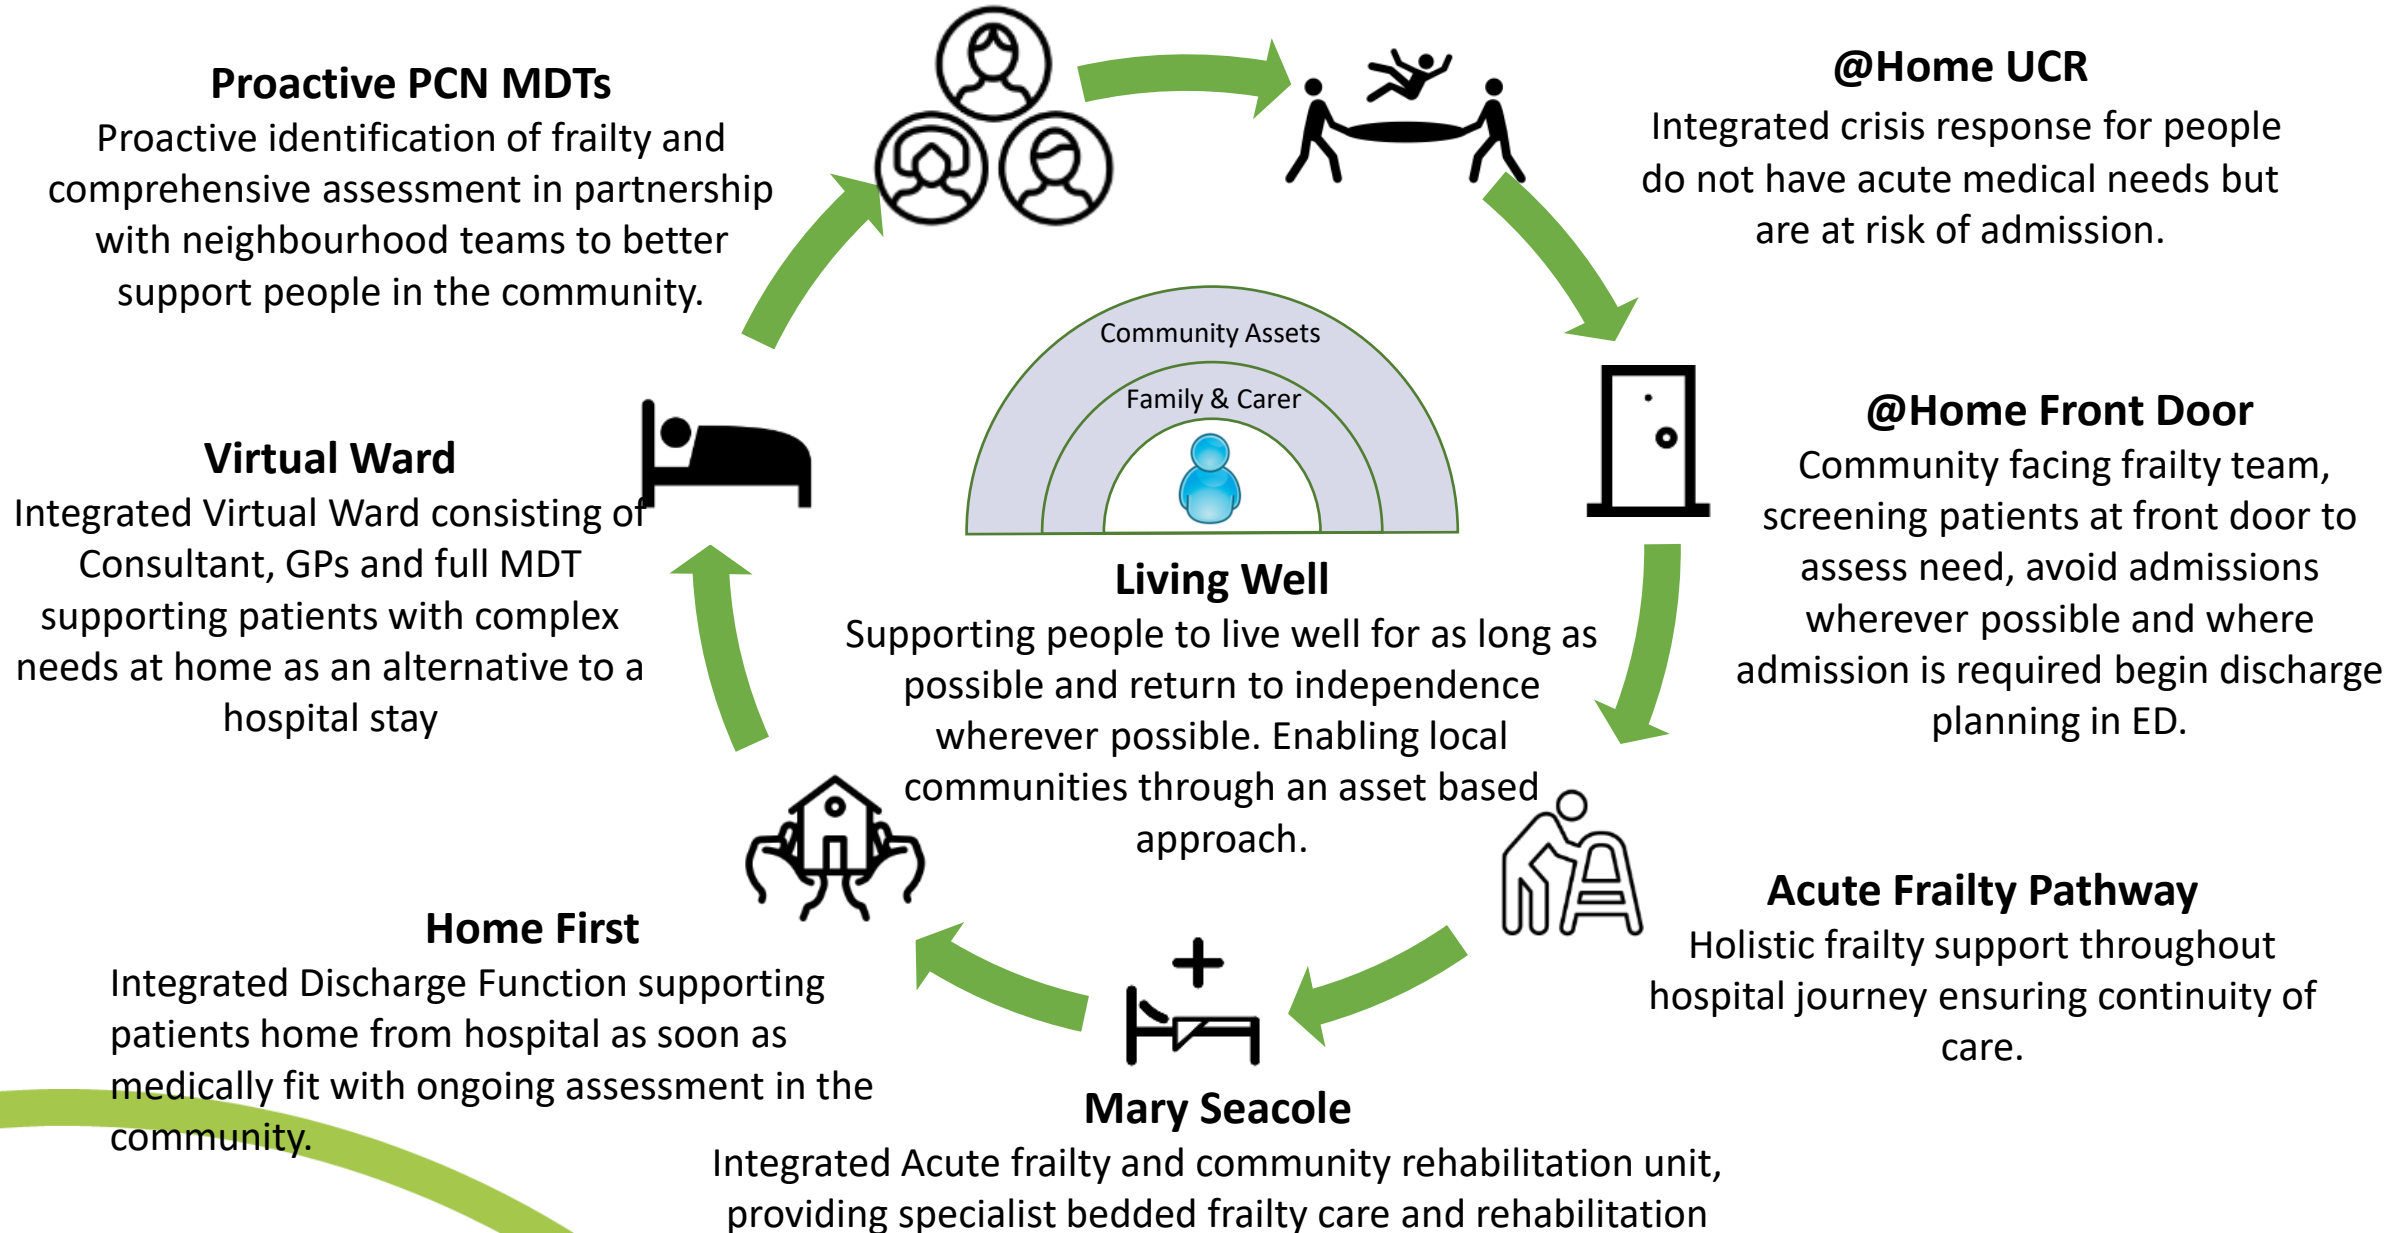 Proactive PCN MDTs
Proactive identification of frailty and
comprehensive assessment in partnership
with neighbourhood teams to better
support people in the community.
@Home UCR
Integrated crisis response for people
do not have acute medical needs but
are at risk of admission.
Community Assets
Family & Carer
Virtual Ward
Integrated Virtual Ward consisting of
Consultant, GPs and full MDT
supporting patients with complex
needs at home as an alternative to a
hospital stay
@Home Front Door
Community facing frailty team,
screening patients at front door to
assess need, avoid admissions
wherever possible and where
admission is required begin discharge
planning in ED.
Living Well
Supporting people to live well for as long as
possible and return to independence
wherever possible. Enabling local
communities through an asset based
approach.
Home First
Integrated Discharge Function supporting
patients home from hospital as soon as
medically fit with ongoing assessment in the
community.
Acute Frailty Pathway
Holistic frailty support throughout
hospital journey ensuring continuity of
care.
Mary Seacole
Integrated Acute frailty and community rehabilitation unit,
providing specialist bedded frailty care and rehabilitation